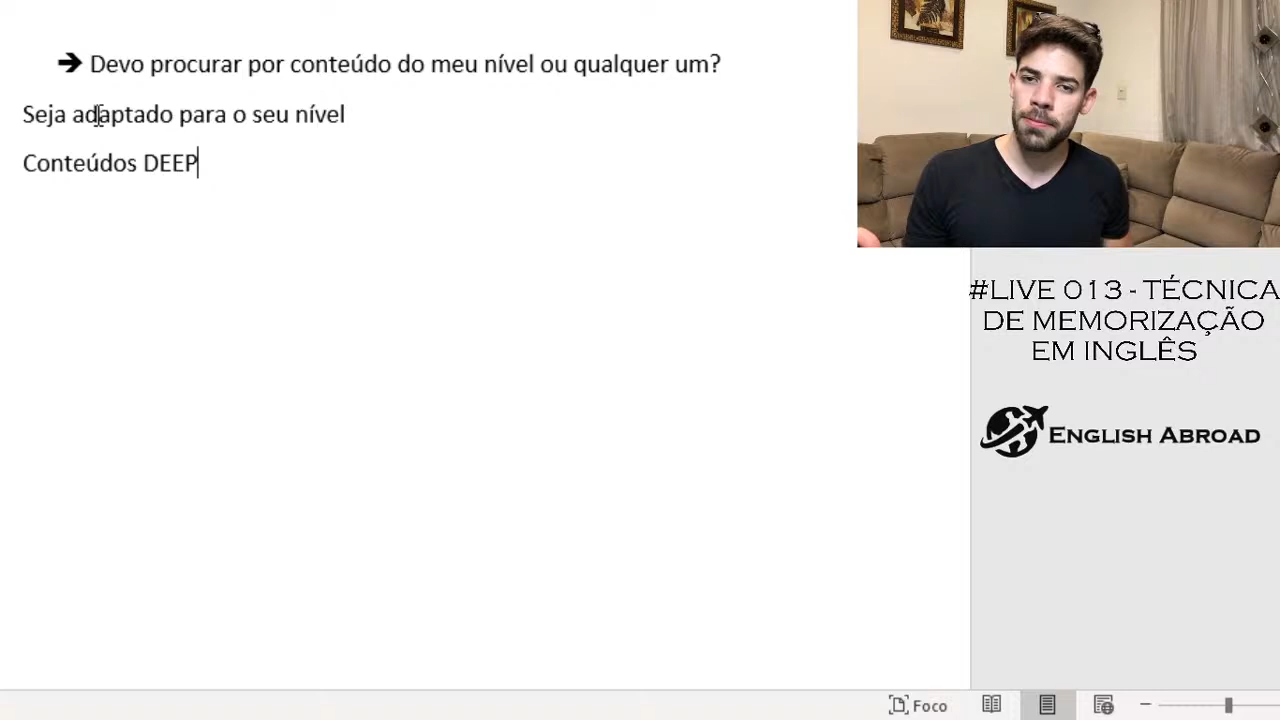 ➔ Devo procurar por conteúdo do meu nível ou qualquer um?
Seja adaptado para o seu nível
Conteúdos DEEP
#LIVE 013 - TÉCNICA
DE MEMORIZAÇÃO
EM INGLÊS
ENGLISH ABROAD
Foco